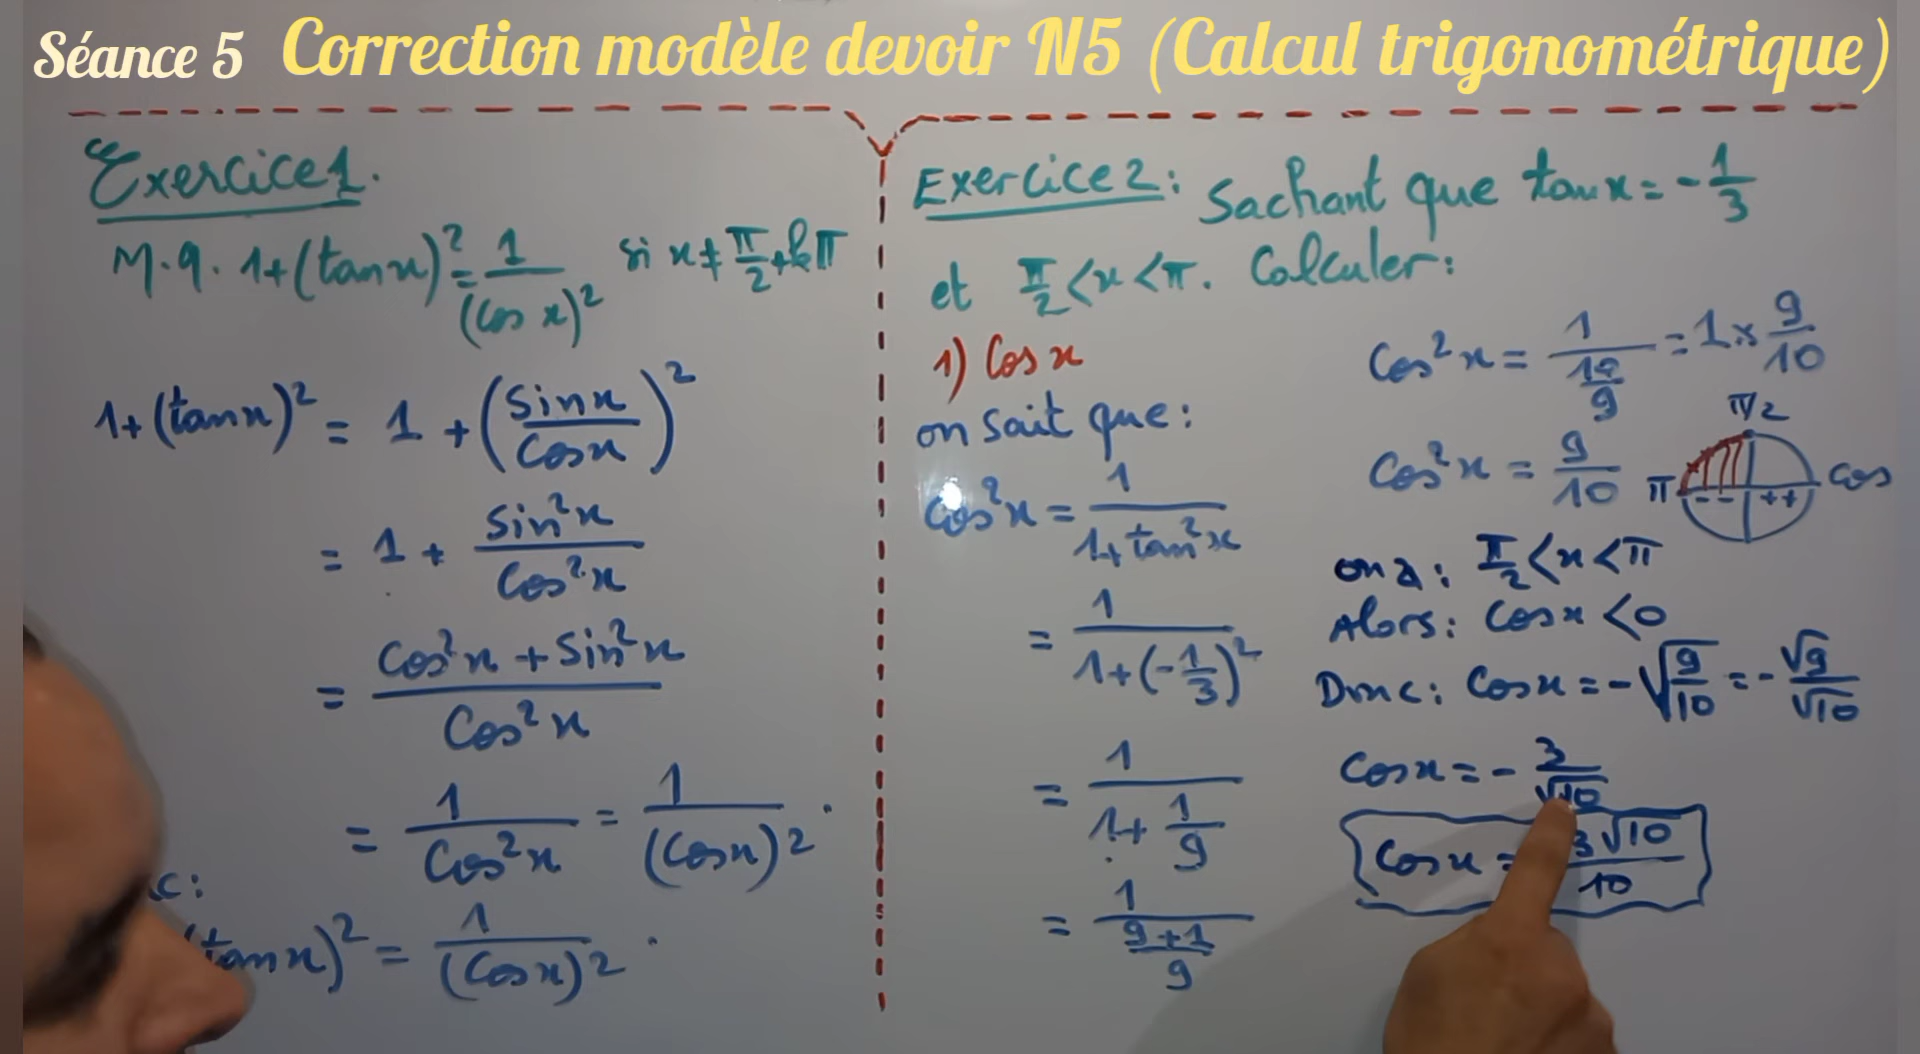 Séance 5 Correction modèle devoir N5 (Calcul trigonométrique)
Exercice 1.
M.q. 1+(tan x)² = 1/(cos x)² si x ≠ π/2 + kπ
1+(tan x)² = 1 + (sin x/cos x)²
= 1 + sin²x/cos²x
= (cos²x + sin²x)/cos²x
= 1/cos²x = 1/(cos x)².
c:
(tan x)² = 1/(cos x)².
Exercice 2: Sachant que tan x = -1/3
et π/2 < x < π. Calculer:
1) Cos x
on sait que:
cos²x = 1/(1+tan²x)
= 1/(1+(-1/3)²)
= 1/(1+1/9)
= 1/((9+1)/9)
cos²x = 1/(10/9) = 1 × 9/10
cos²x = 9/10
π/2
π -- ++ cos
on a: π/2 < x < π
Alors: cos x < 0
Donc: cos x = -√(9/10) = -√9/√10
cos x = -3/√10
cos x = 3√10/10